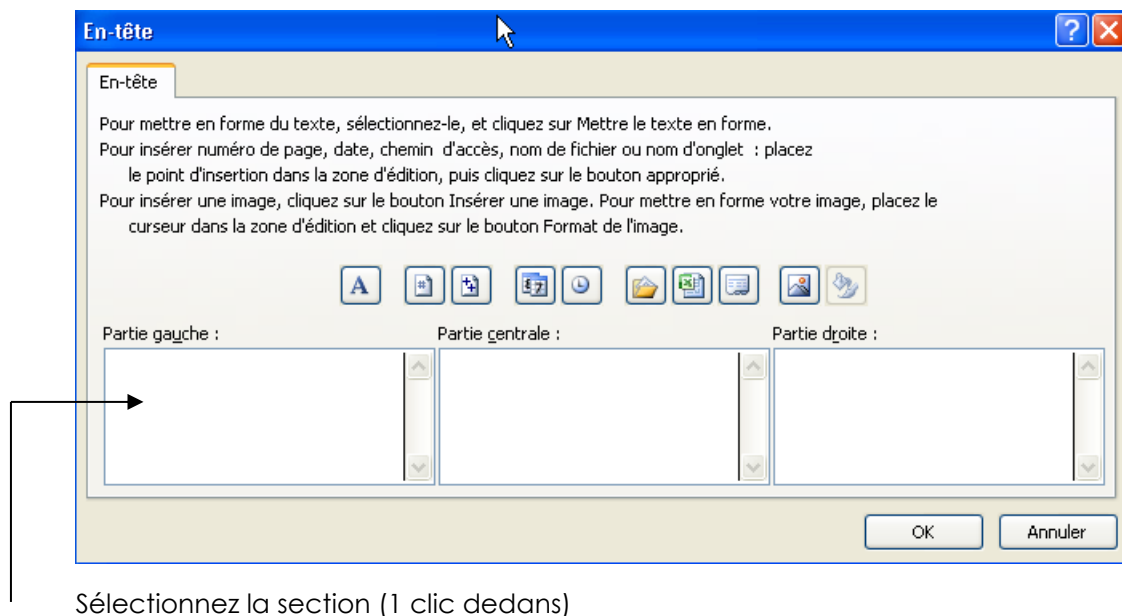 En-tête
En-tête
Pour mettre en forme du texte, sélectionnez-le, et cliquez sur Mettre le texte en forme.
Pour insérer numéro de page, date, chemin d'accès, nom de fichier ou nom d'onglet : placez
le point d'insertion dans la zone d'édition, puis cliquez sur le bouton approprié.
Pour insérer une image, cliquez sur le bouton Insérer une image. Pour mettre en forme votre image, placez le
curseur dans la zone d'édition et cliquez sur le bouton Format de l'image.
A
Partie gauche : Partie centrale : Partie droite :
OK Annuler
Sélectionnez la section (1 clic dedans)